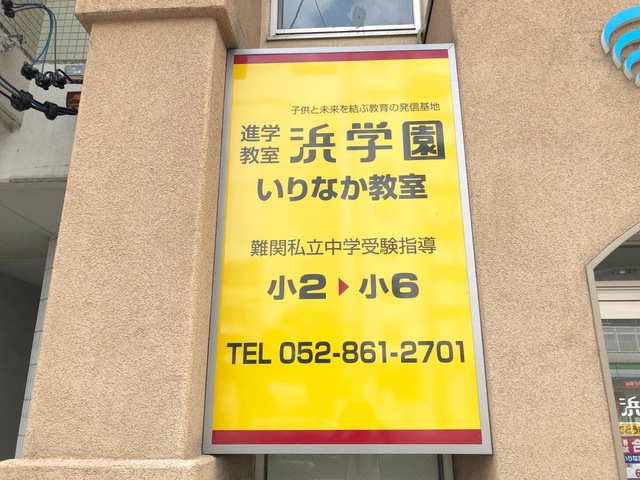 子供と未来を結ぶ教育の発信基地
進学教室 浜学園
いりなか教室
難関私立中学受験指導
小2▶小6
TEL 052-861-2701
浜